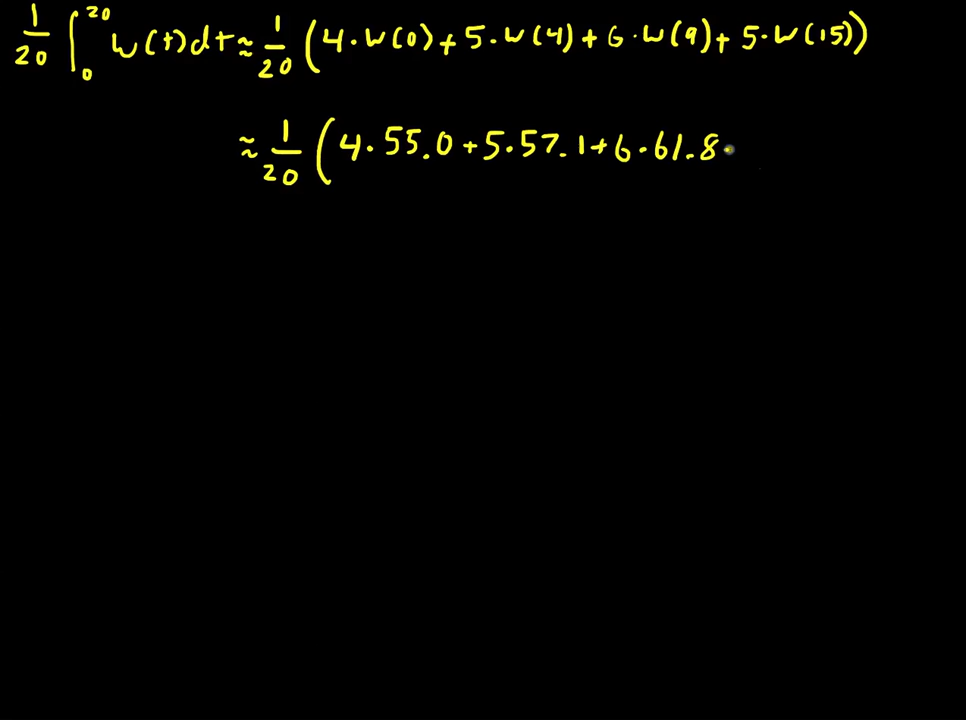 1/20 ∫₀²⁰ W(t)dt ≈ 1/20 (4·W(0)+5·W(4)+6·W(9)+5·W(15))
≈ 1/20 (4·55.0+5·57.1+6·61.8